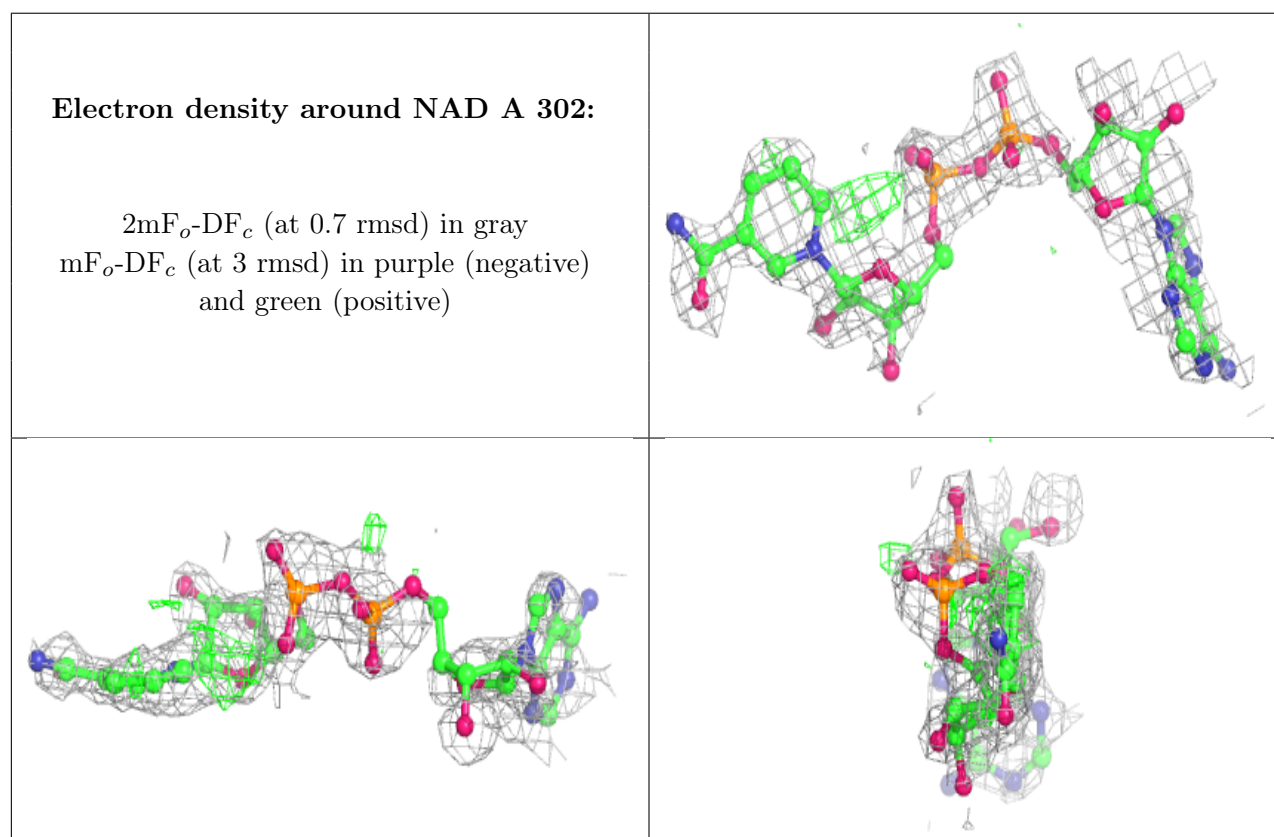 Electron density around NAD A 302:
2mFo-DFc (at 0.7 rmsd) in gray
mFo-DFc (at 3 rmsd) in purple (negative)
and green (positive)